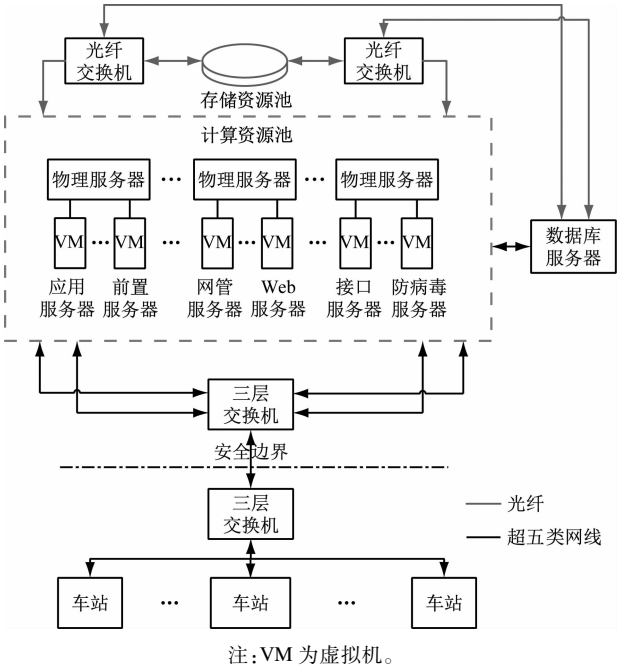 光纤
交换机
光纤
交换机
存储资源池
计算资源池
物理服务器 … 物理服务器 … 物理服务器
VM … VM … VM … VM … VM … VM
应用
服务器
前置
服务器
网管
服务器
Web
服务器
接口
服务器
防病毒
服务器
数据库
服务器
三层
交换机
安全边界
三层
交换机
光纤
超五类网线
车站 … 车站 … 车站
注:VM 为虚拟机。